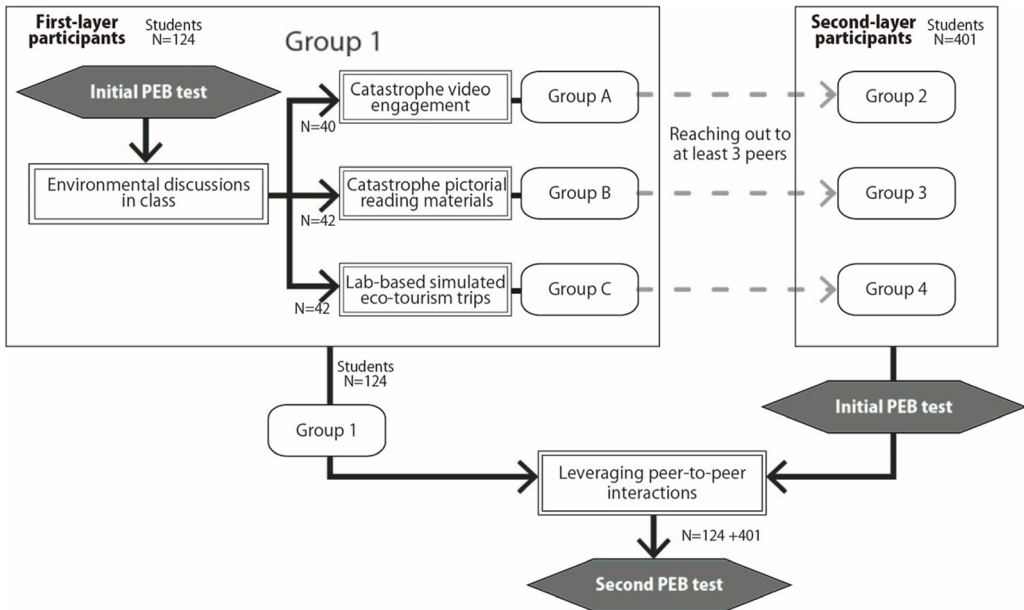 First-layer
participants
Students
N=124
Group 1
Second-layer
participants
Students
N=401
Initial PEB test
Catastrophe video
engagement
Group A
Group 2
N=40
Reaching out to
at least 3 peers
Environmental discussions
in class
Catastrophe pictorial
reading materials
Group B
Group 3
N=42
Lab-based simulated
eco-tourism trips
Group C
Group 4
N=42
Students
N=124
Group 1
Initial PEB test
Leveraging peer-to-peer
interactions
N=124 +401
Second PEB test